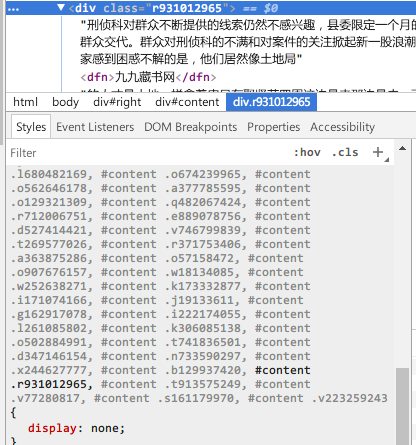 ··· ▼<div class="r931012965"> == $0
"刑侦科对群众不断提供的线索仍然不感兴趣，县委限定一个月的
群众交代。群众对刑侦科的不满和对案件的关注掀起新一股浪潮
家感到困惑不解的是，他们居然像土地局"
<dfn>九九藏书网</dfn>
html body div#right div#content div.r931012965
Styles Event Listeners DOM Breakpoints Properties Accessibility
Filter :hov .cls +
.l680482169, #content .o674239965, #content
.o562646178, #content .a377785595, #content
.o129321309, #content .q482067424, #content
.r712006751, #content .e889078756, #content
.d527414421, #content .v746799839, #content
.t269577026, #content .r371753406, #content
.a363875286, #content .o57158472, #content
.o907676157, #content .w18134085, #content
.w252638271, #content .k173332877, #content
.i171074166, #content .j19133611, #content
.g162917078, #content .i222174055, #content
.l261085802, #content .k306085138, #content
.o502884991, #content .t741836501, #content
.d347146154, #content .n733590297, #content
.x244627777, #content .b129937420, #content
.r931012965, #content .t913575249, #content
.v77280817, #content .s161179970, #content .v223259243
{
display: none;
}